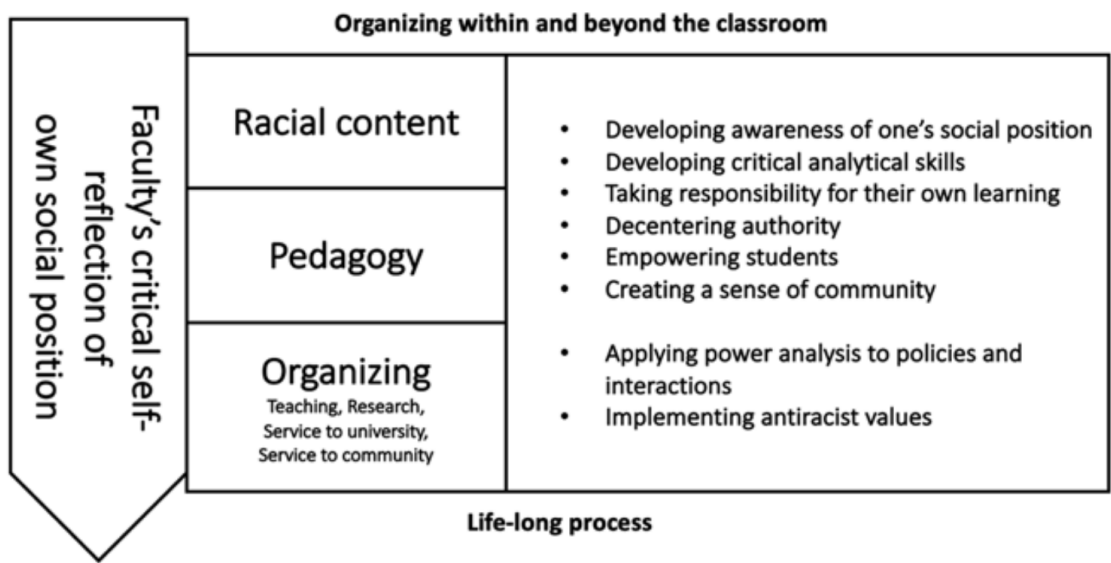 Organizing within and beyond the classroom
Faculty's critical self-
reflection of
own social position
Racial content
Pedagogy
Organizing
Teaching, Research,
Service to university,
Service to community
• Developing awareness of one's social position
• Developing critical analytical skills
• Taking responsibility for their own learning
• Decentering authority
• Empowering students
• Creating a sense of community
• Applying power analysis to policies and
interactions
• Implementing antiracist values
Life-long process